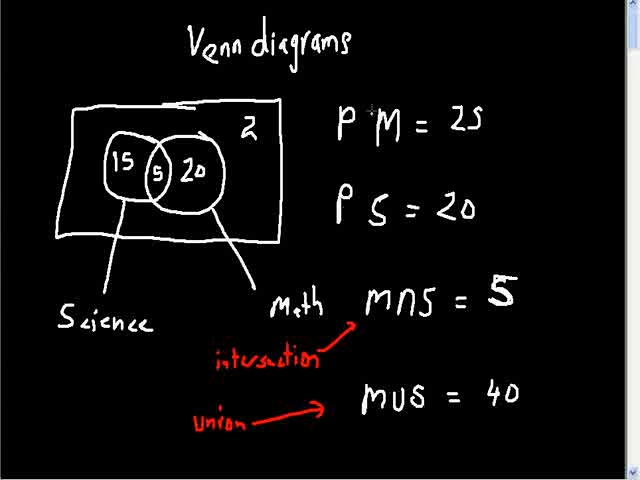 Venn diagrams
2
15 5 20
P M = 25
P S = 20
Science
Math
M∩S = 5
intersection
M∪S = 40
union